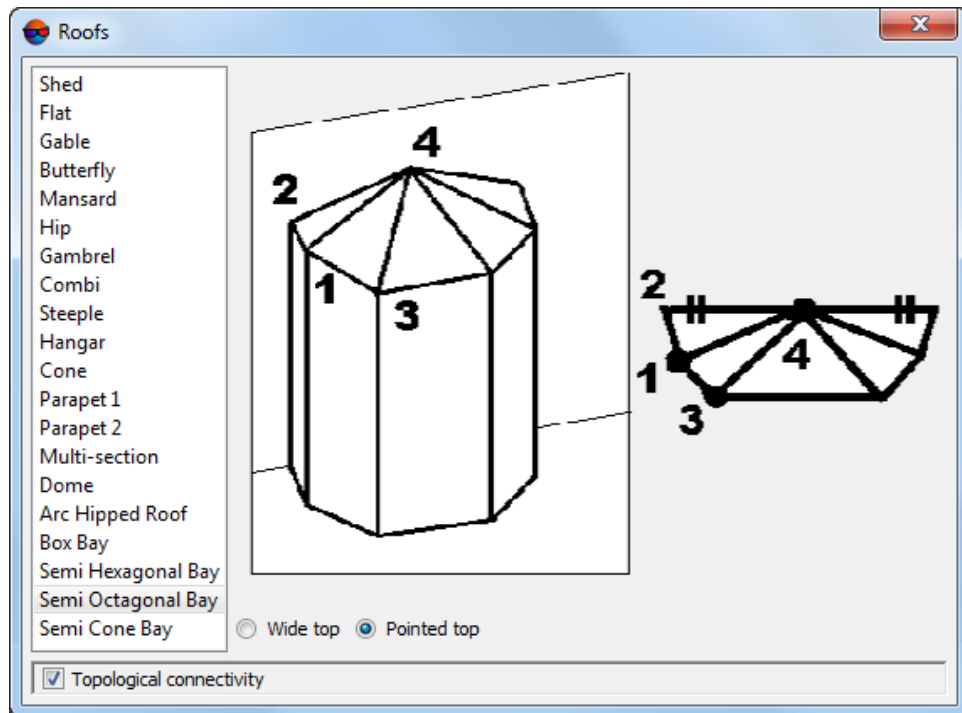 Roofs
Shed
Flat
Gable
Butterfly
Mansard
Hip
Gambrel
Combi
Steeple
Hangar
Cone
Parapet 1
Parapet 2
Multi-section
Dome
Arc Hipped Roof
Box Bay
Semi Hexagonal Bay
Semi Octagonal Bay
Semi Cone Bay
4
2
1
3
2
4
1
3
Wide top
Pointed top
Topological connectivity